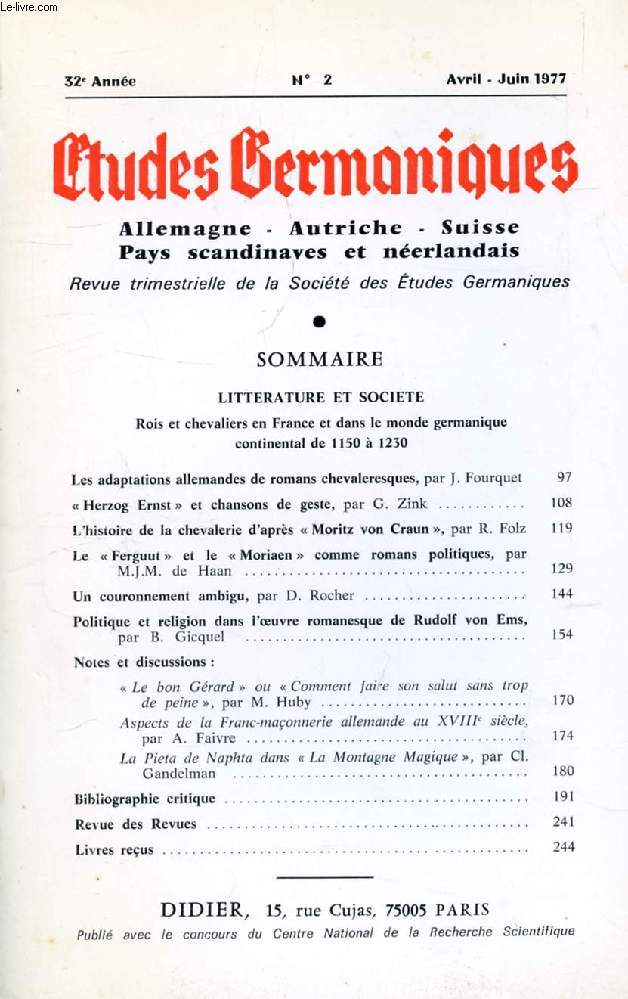 Le-livre.com
32e Année N° 2 Avril - Juin 1977
Etudes Germaniques
Allemagne - Autriche - Suisse
Pays scandinaves et néerlandais
Revue trimestrielle de la Société des Études Germaniques
●
SOMMAIRE
LITTERATURE ET SOCIETE
Rois et chevaliers en France et dans le monde germanique
continental de 1150 à 1230
Les adaptations allemandes de romans chevaleresques, par J. Fourquet 97
« Herzog Ernst » et chansons de geste, par G. Zink ............ 108
L'histoire de la chevalerie d'après « Moritz von Craun », par R. Folz 119
Le « Ferguut » et le « Moriaen » comme romans politiques, par
M.J.M. de Haan .................................... 129
Un couronnement ambigu, par D. Rocher ..................... 144
Politique et religion dans l'œuvre romanesque de Rudolf von Ems,
par B. Gicquel .................................... 154
Notes et discussions :
« Le bon Gérard » ou « Comment faire son salut sans trop
de peine », par M. Huby ........................... 170
Aspects de la Franc-maçonnerie allemande au XVIIIe siècle,
par A. Faivre ..................................... 174
La Pieta de Naphta dans « La Montagne Magique », par Cl.
Gandelman ....................................... 180
Bibliographie critique ........................................ 191
Revue des Revues .......................................... 241
Livres reçus ................................................ 244
DIDIER, 15, rue Cujas, 75005 PARIS
Publié avec le concours du Centre National de la Recherche Scientifique